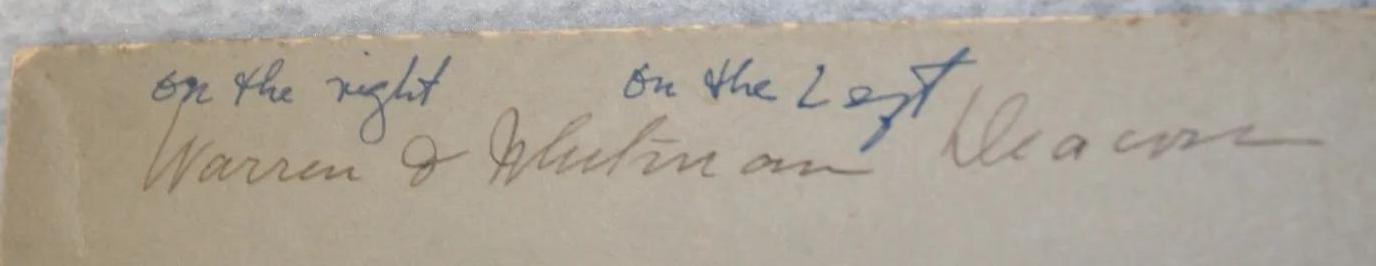 on the right on the Left
Warren & Whitman Deacon